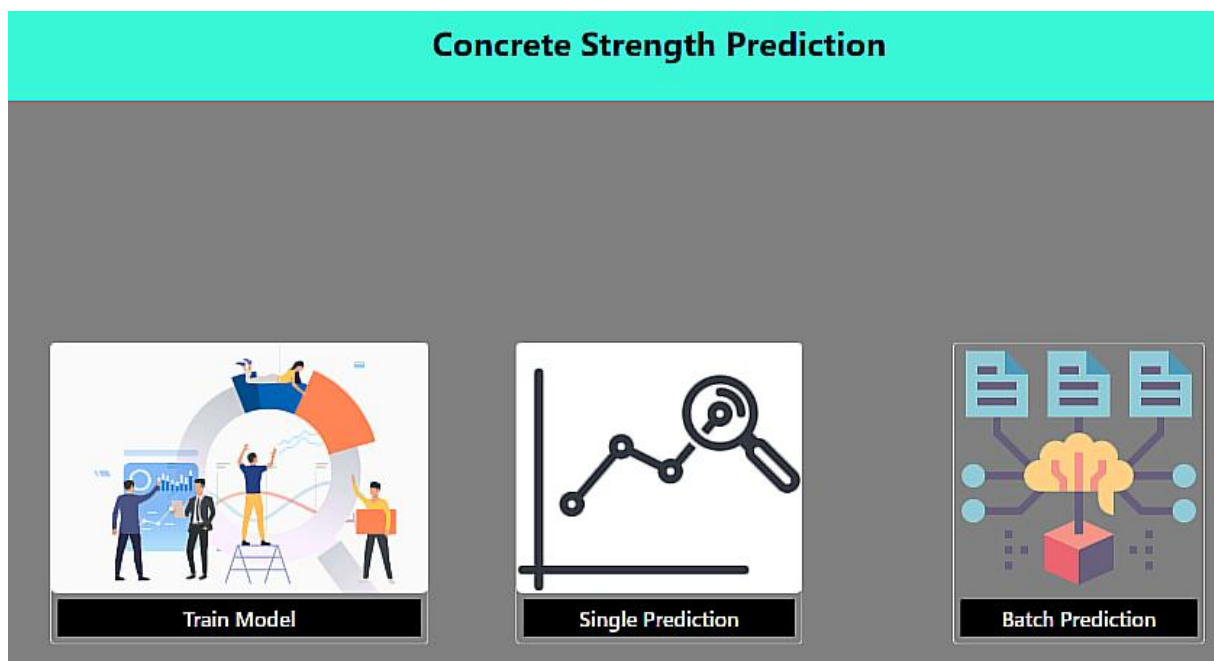 Concrete Strength Prediction
Train Model
Single Prediction
Batch Prediction